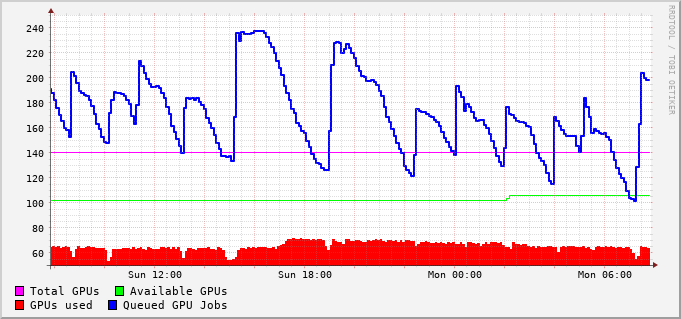 240
220
200
180
160
140
120
100
80
60
Sun 12:00 Sun 18:00 Mon 00:00 Mon 06:00
Total GPUs Available GPUs
GPUs used Queued GPU Jobs
RRDTOOL / TOBI OETIKER